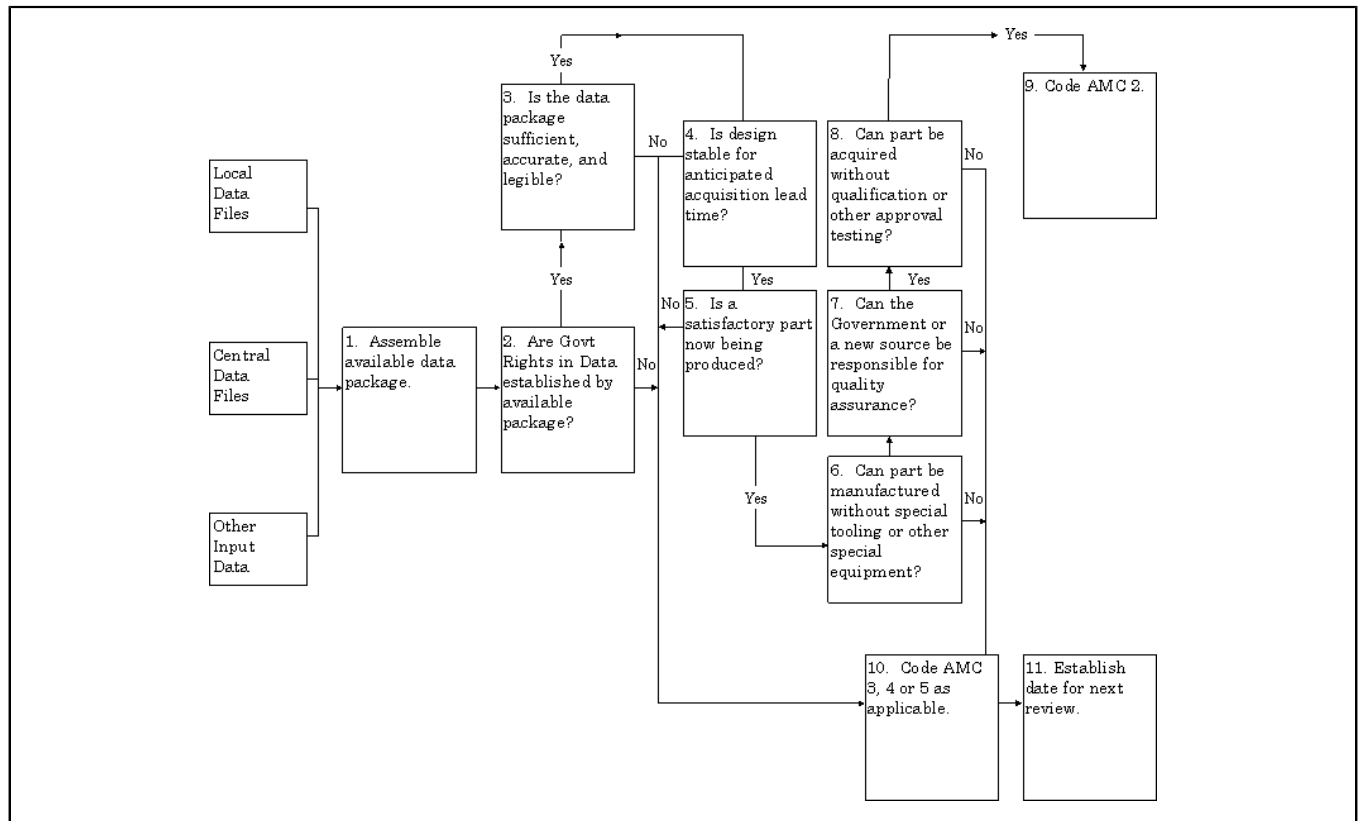 Local
Data
Files
Central
Data
Files
Other
Input
Data
1. Assemble
available data
package.
2. Are Govt
Rights in Data
established by
available
package?
No
Yes
3. Is the data
package
sufficient,
accurate, and
legible?
Yes
No
4. Is design
stable for
anticipated
acquisition lead
time?
Yes
No
5. Is a
satisfactory part
now being
produced?
Yes
6. Can part be
manufactured
without special
tooling or other
special
equipment?
No
7. Can the
Government or
a new source be
responsible for
quality
assurance?
No
Yes
8. Can part be
acquired
without
qualification or
other approval
testing?
No
Yes
9. Code AMC 2.
10. Code AMC
3, 4 or 5 as
applicable.
11. Establish
date for next
review.